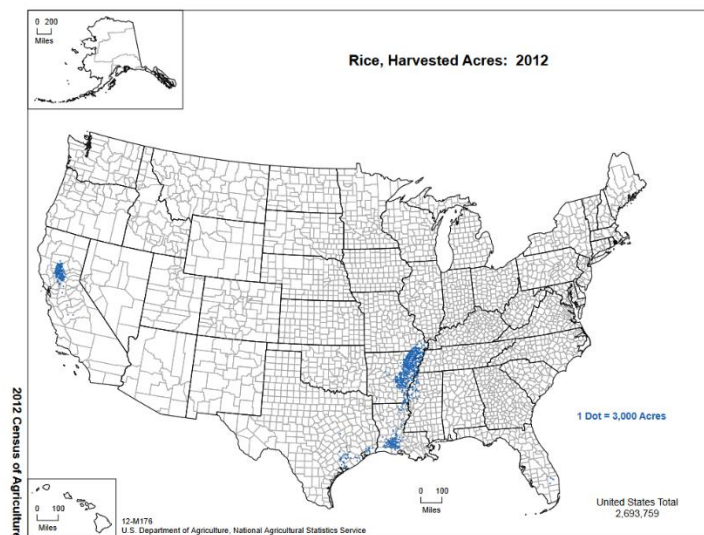 0 200
Miles
Rice, Harvested Acres: 2012
1 Dot = 3,000 Acres
2012 Census of Agriculture
0 100
Miles
0 100
Miles
United States Total
2,693,759
12-M176
U.S. Department of Agriculture, National Agricultural Statistics Service